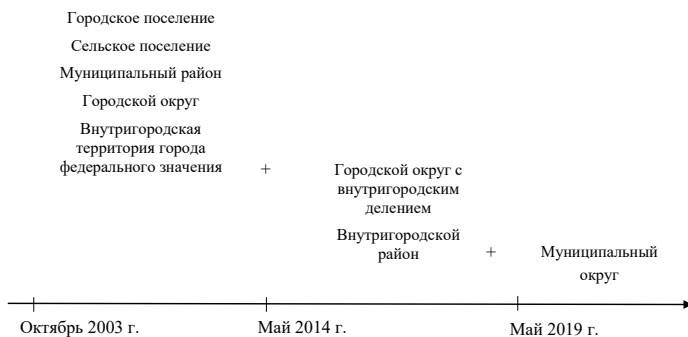 Городское поселение
Сельское поселение
Муниципальный район
Городской округ
Внутригородская
территория города
федерального значения
+
Городской округ с
внутригородским
делением
Внутригородской
район
+
Муниципальный
округ
Октябрь 2003 г.
Май 2014 г.
Май 2019 г.